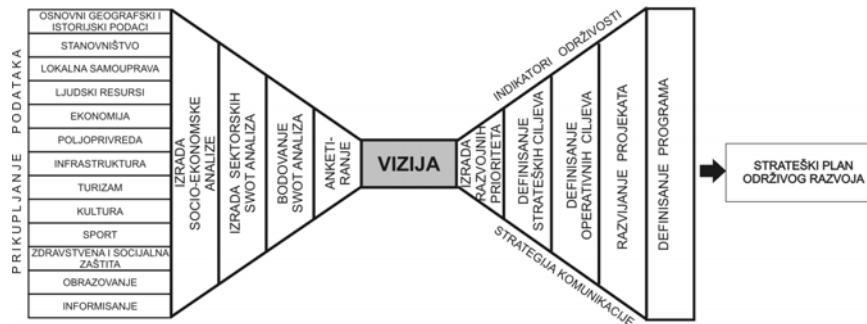 PRIKUPLJANJE PODATAKA
OSNOVNI GEOGRAFSKI I
ISTORIJSKI PODACI
STANOVNIŠTVO
LOKALNA SAMOUPRAVA
LJUDSKI RESURSI
EKONOMIJA
POLJOPRIVREDA
INFRASTRUKTURA
TURIZAM
KULTURA
SPORT
ZDRAVSTVENA I SOCIJALNA
ZAŠTITA
OBRAZOVANJE
INFORMISANJE
IZRADA
SOCIO-EKONOMSKE
ANALIZE
IZRADA SEKTORSKIH
SWOT ANALIZA
BODOVANJE
SWOT ANALIZA
ANKETI-
RANJE
VIZIJA
INDIKATORI ODRŽIVOSTI
IZRADA
RAZVOJNIH
PRIORITETA
DEFINISANJE
STRATEŠKIH CILJEVA
DEFINISANJE
OPERATIVNIH CILJEVA
RAZVIJANJE PROJEKATA
DEFINISANJE PROGRAMA
STRATEGIJA KOMUNIKACIJE
STRATEŠKI PLAN
ODRŽIVOG RAZVOJA